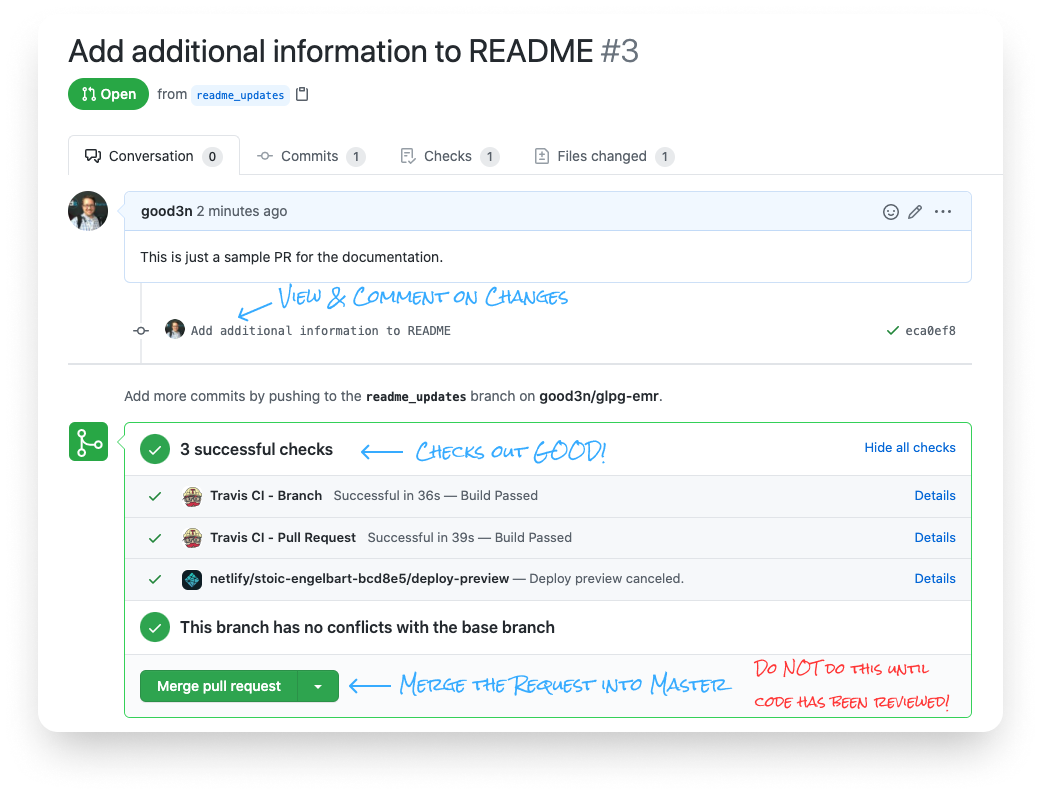 Add additional information to README #3
Open from readme_updates
Conversation 0 Commits 1 Checks 1 Files changed 1
good3n 2 minutes ago
This is just a sample PR for the documentation.
View & Comment on Changes
Add additional information to README eca0ef8
Add more commits by pushing to the readme_updates branch on good3n/glpg-emr.
3 successful checks Checks out GOOD! Hide all checks
Travis CI - Branch Successful in 36s — Build Passed Details
Travis CI - Pull Request Successful in 39s — Build Passed Details
netlify/stoic-engelbart-bcd8e5/deploy-preview — Deploy preview canceled. Details
This branch has no conflicts with the base branch
Merge pull request Merge the Request into Master
Do NOT do this until
code has been reviewed!